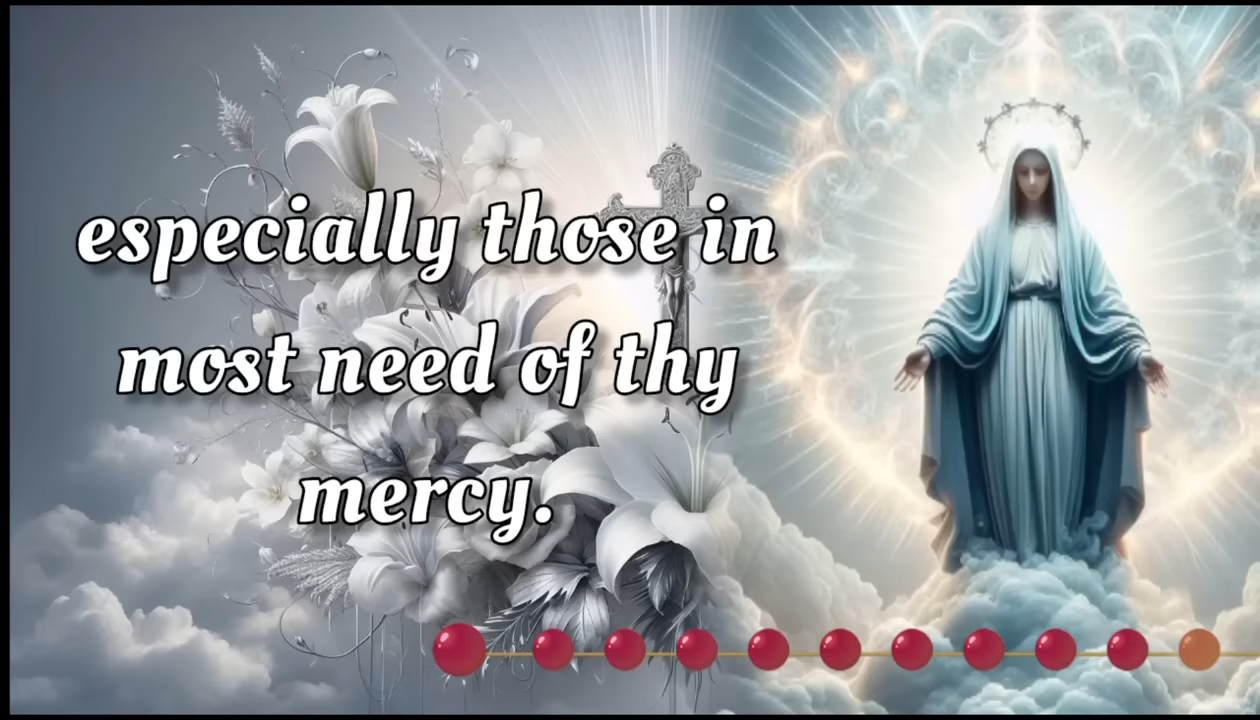 especially those in
most need of thy
mercy.